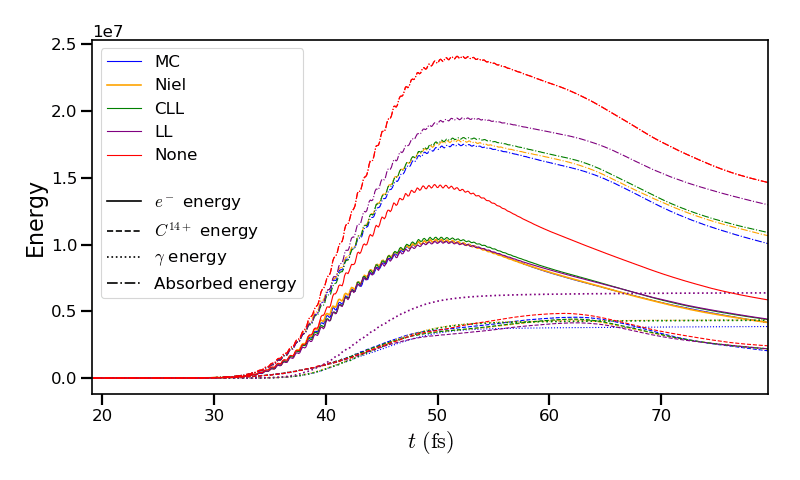 1e7
2.5
2.0
1.5
1.0
0.5
0.0
Energy
MC
Niel
CLL
LL
None
e⁻ energy
C¹⁴⁺ energy
γ energy
Absorbed energy
20 30 40 50 60 70
t (fs)